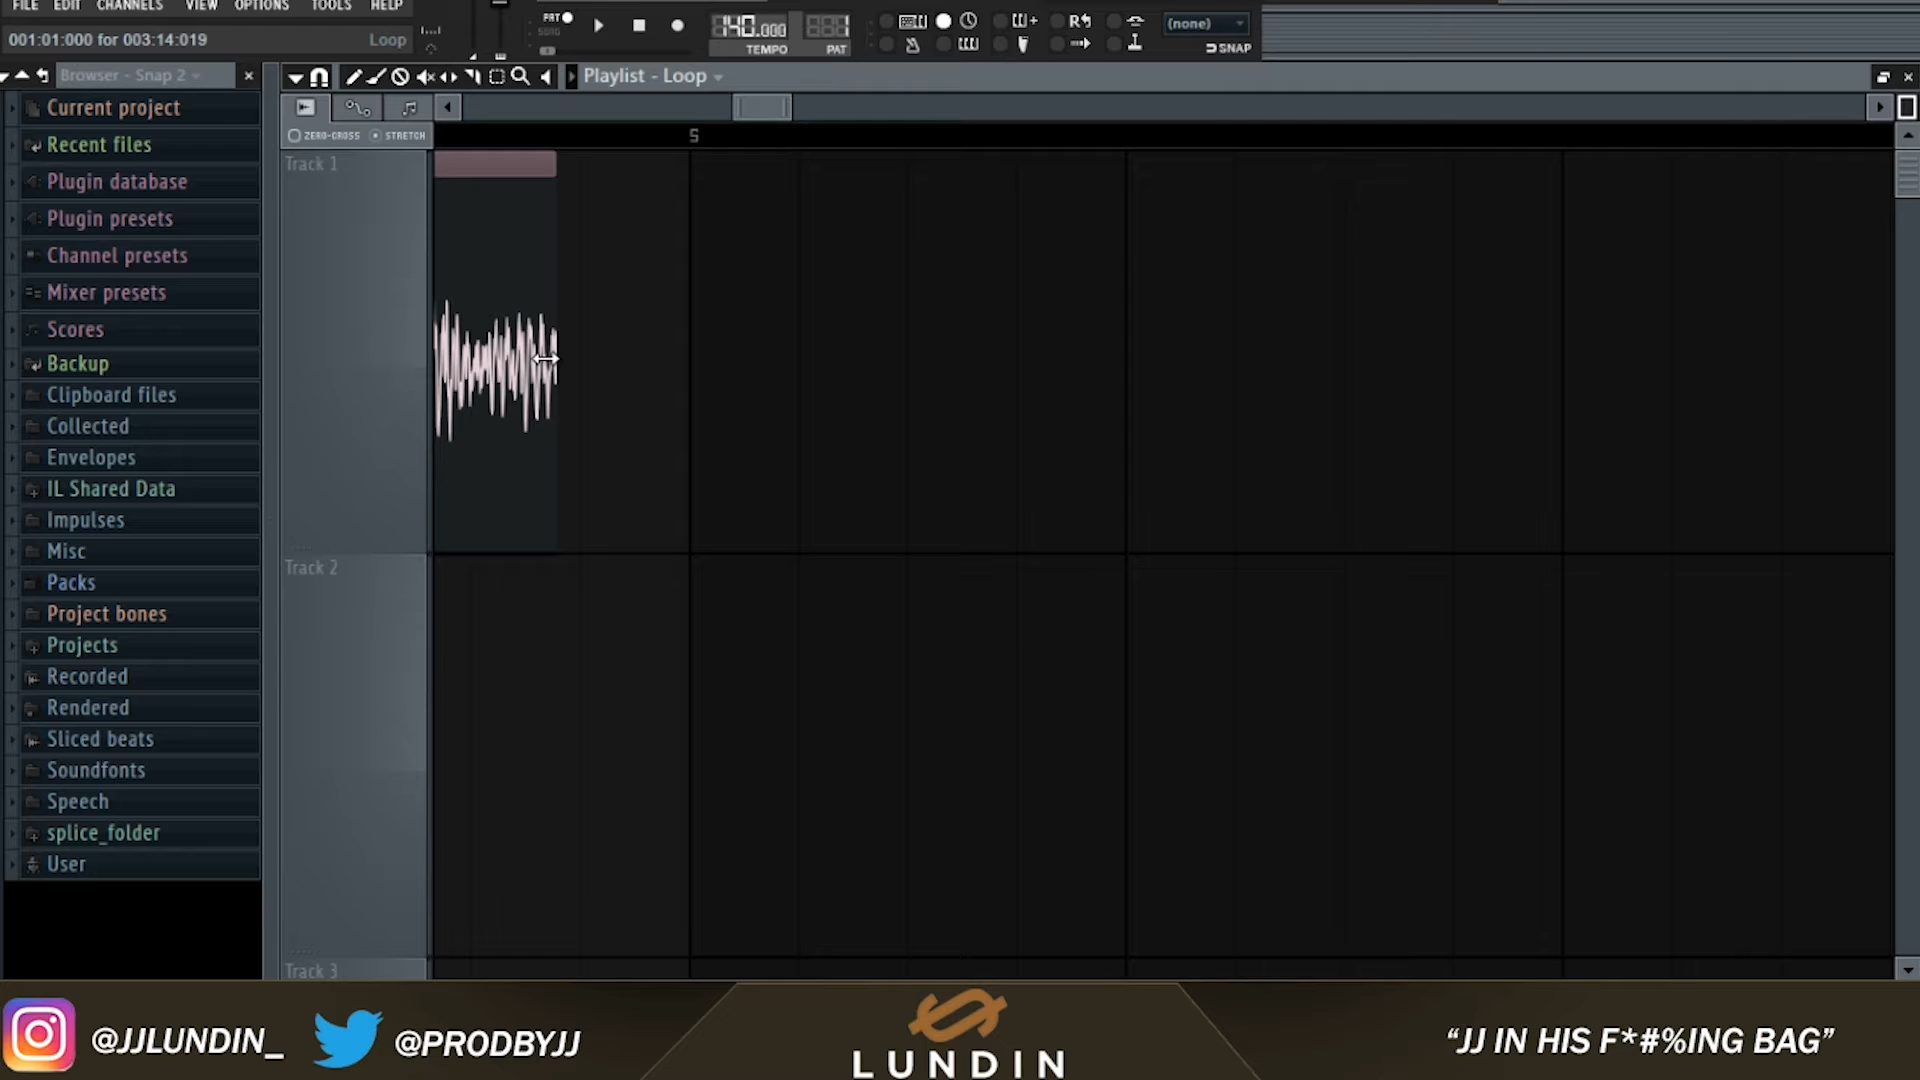 FILE EDIT CHANNELS VIEW OPTIONS TOOLS HELP
001:01:000 for 003:14:019
Loop
PAT
SONG
140.000
TEMPO
PAT
(none)
SNAP
Browser - Snap 2
Playlist - Loop
Current project
Recent files
Plugin database
Plugin presets
Channel presets
Mixer presets
Scores
Backup
Clipboard files
Collected
Envelopes
IL Shared Data
Impulses
Misc
Packs
Project bones
Projects
Recorded
Rendered
Sliced beats
Soundfonts
Speech
splice_folder
User
ZERO-CROSS STRETCH
5
Track 1
Track 2
Track 3
@JJLUNDIN_
@PRODBYJJ
LUNDIN
“JJ IN HIS F*#%ING BAG”